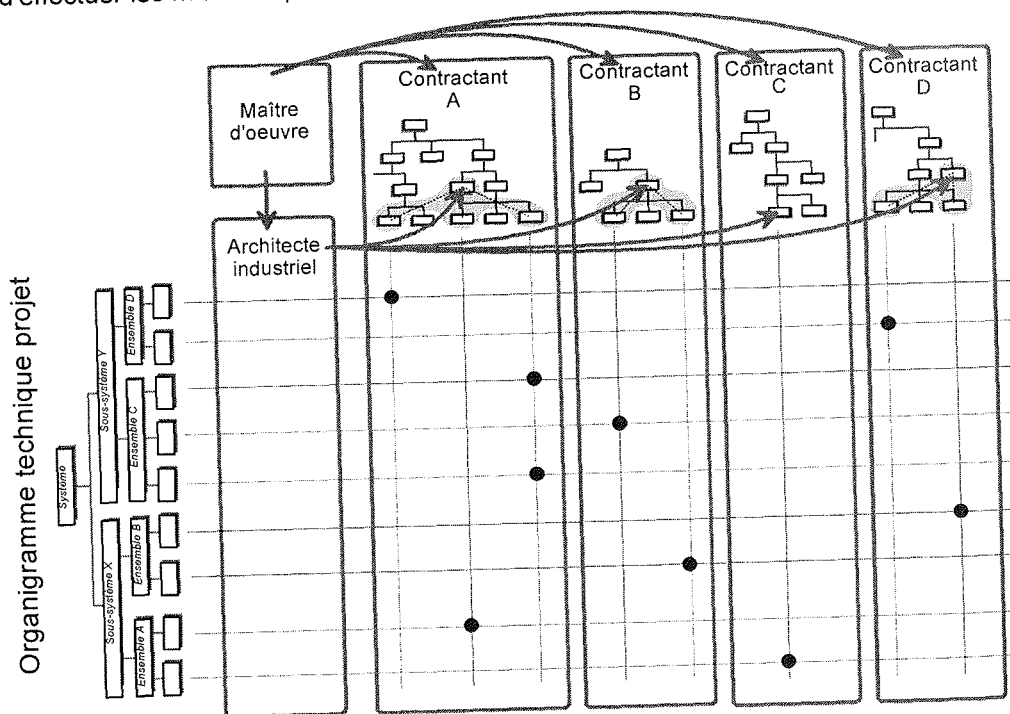 Maître
d'oeuvre
Contractant
A
Contractant
B
Contractant
C
Contractant
D
Architecte
industriel
Organigramme technique projet
Système
Sous-système Y
Sous-système X
Ensemble D
Ensemble C
Ensemble B
Ensemble A